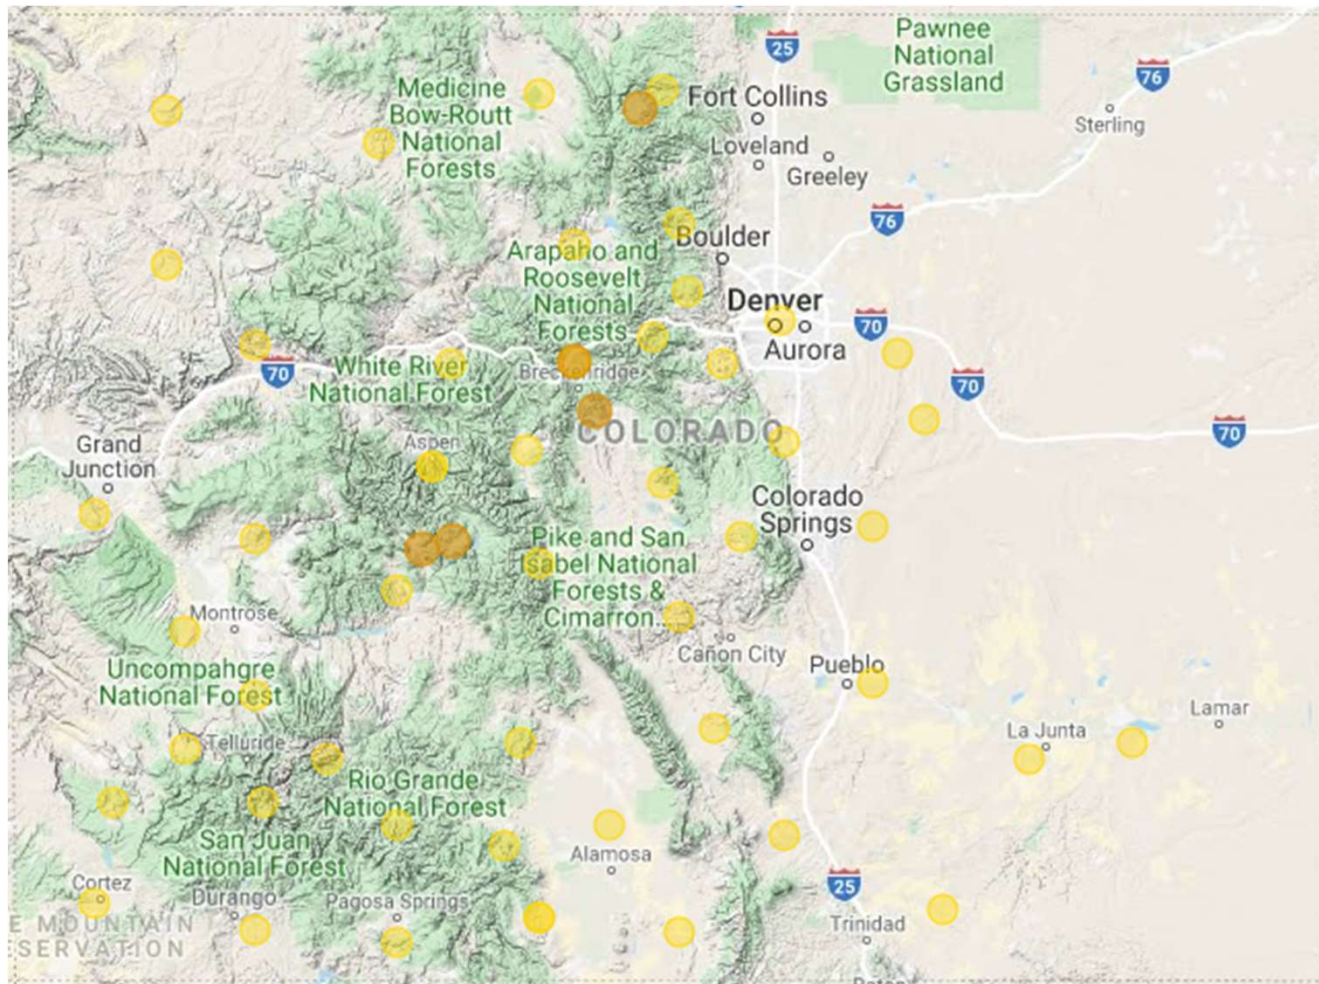 Pawnee
National
Grassland
25
76
Medicine
Bow-Routt
National
Forests
Fort Collins
Sterling
Loveland
Greeley
76
Boulder
Arapaho and
Roosevelt
National
Forests
Denver
70
Aurora
70
White River
National Forest
Breckenridge
70
COLORADO
70
Grand
Junction
Aspen
Colorado
Springs
Pike and San
Isabel National
Forests &
Cimarron...
Montrose
Cañon City
Pueblo
Uncompahgre
National Forest
Lamar
La Junta
Telluride
Rio Grande
National Forest
San Juan
National Forest
Alamosa
Cortez
Durango
Pagosa Springs
25
Trinidad
E MOUNTAIN
ESERVATION